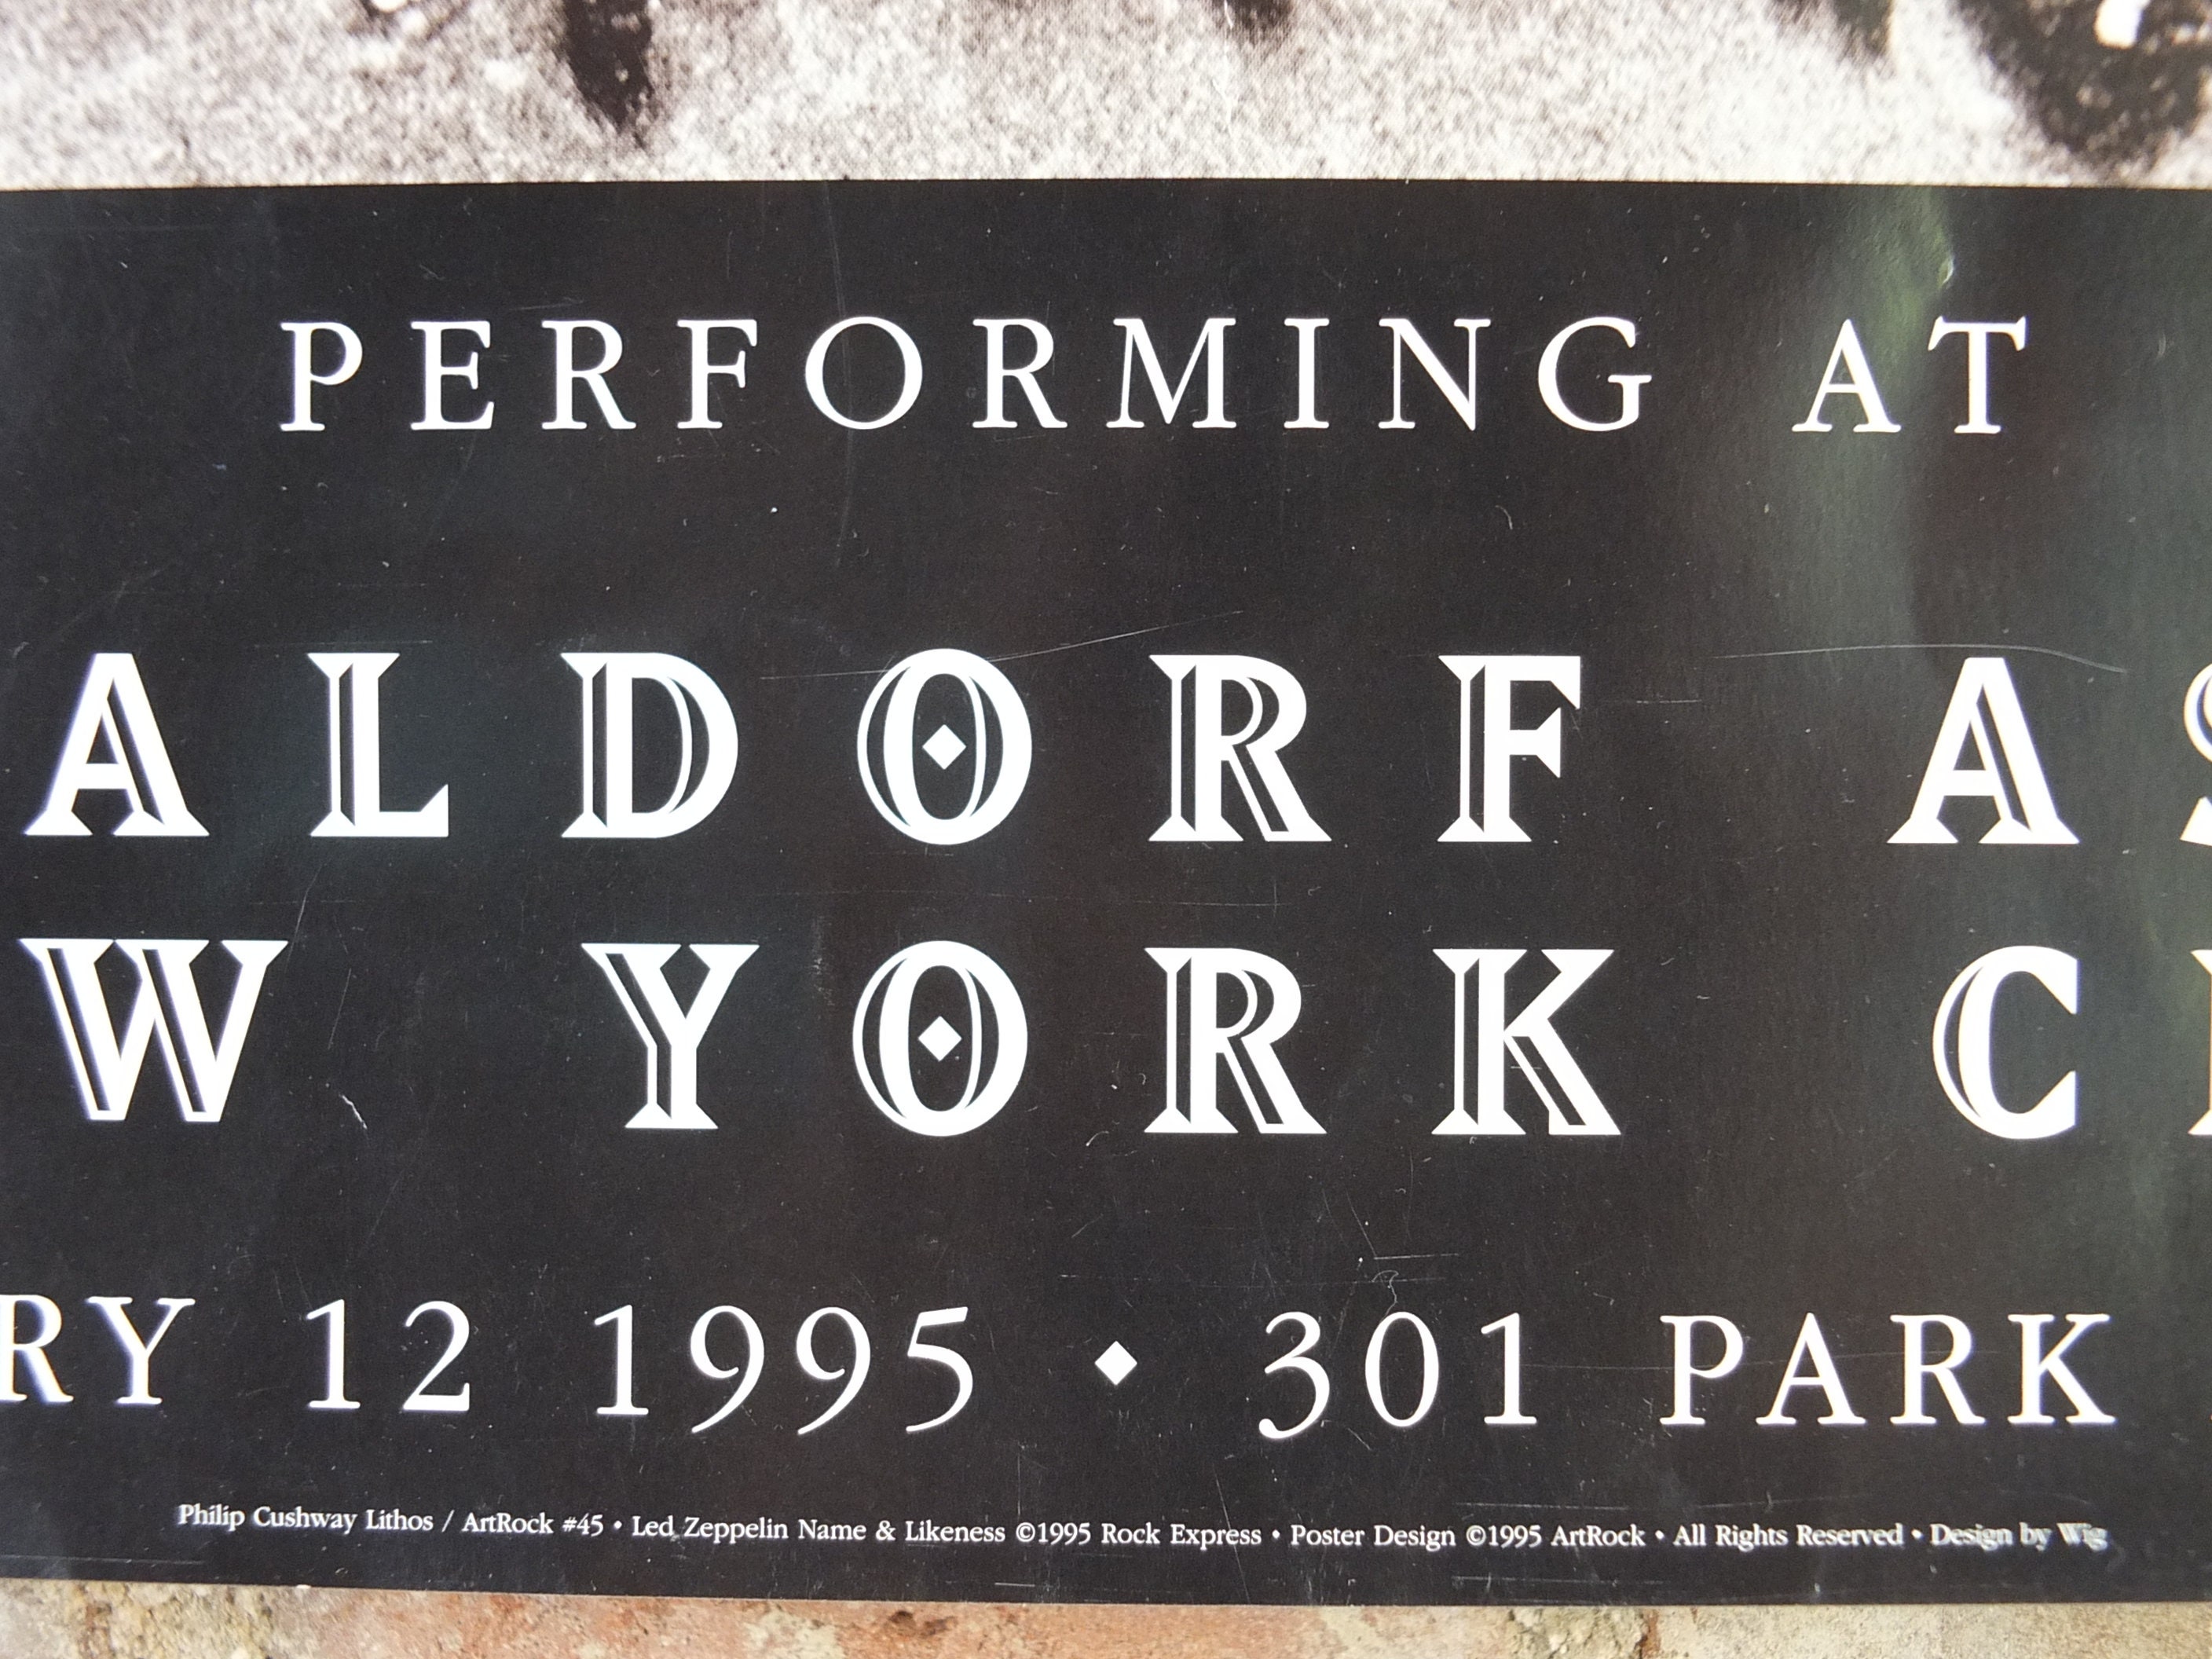 PERFORMING AT
ALDORF AS
W YORK C
RY 12 1995 ◆ 301 PARK
Philip Cushway Lithos / ArtRock #45 • Led Zeppelin Name & Likeness ©1995 Rock Express • Poster Design ©1995 ArtRock • All Rights Reserved • Design by Wig